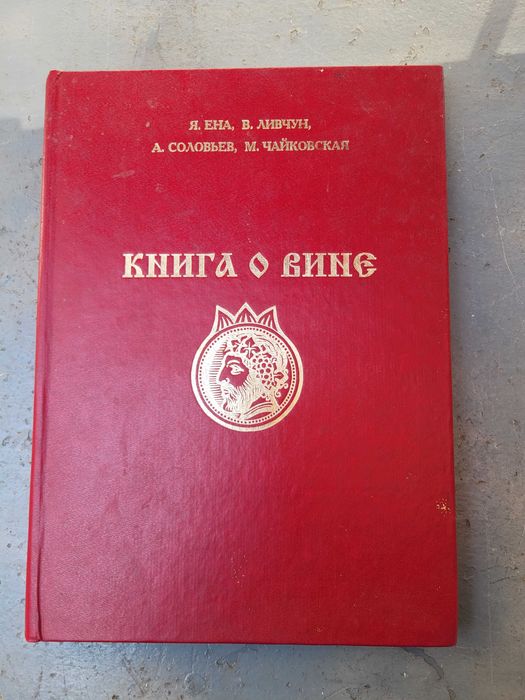 Я. ЕНА, В. ЛИВЧУН,
А. СОЛОВЬЕВ, М. ЧАЙКОВСКАЯ
КНИГА О ВИНЕ